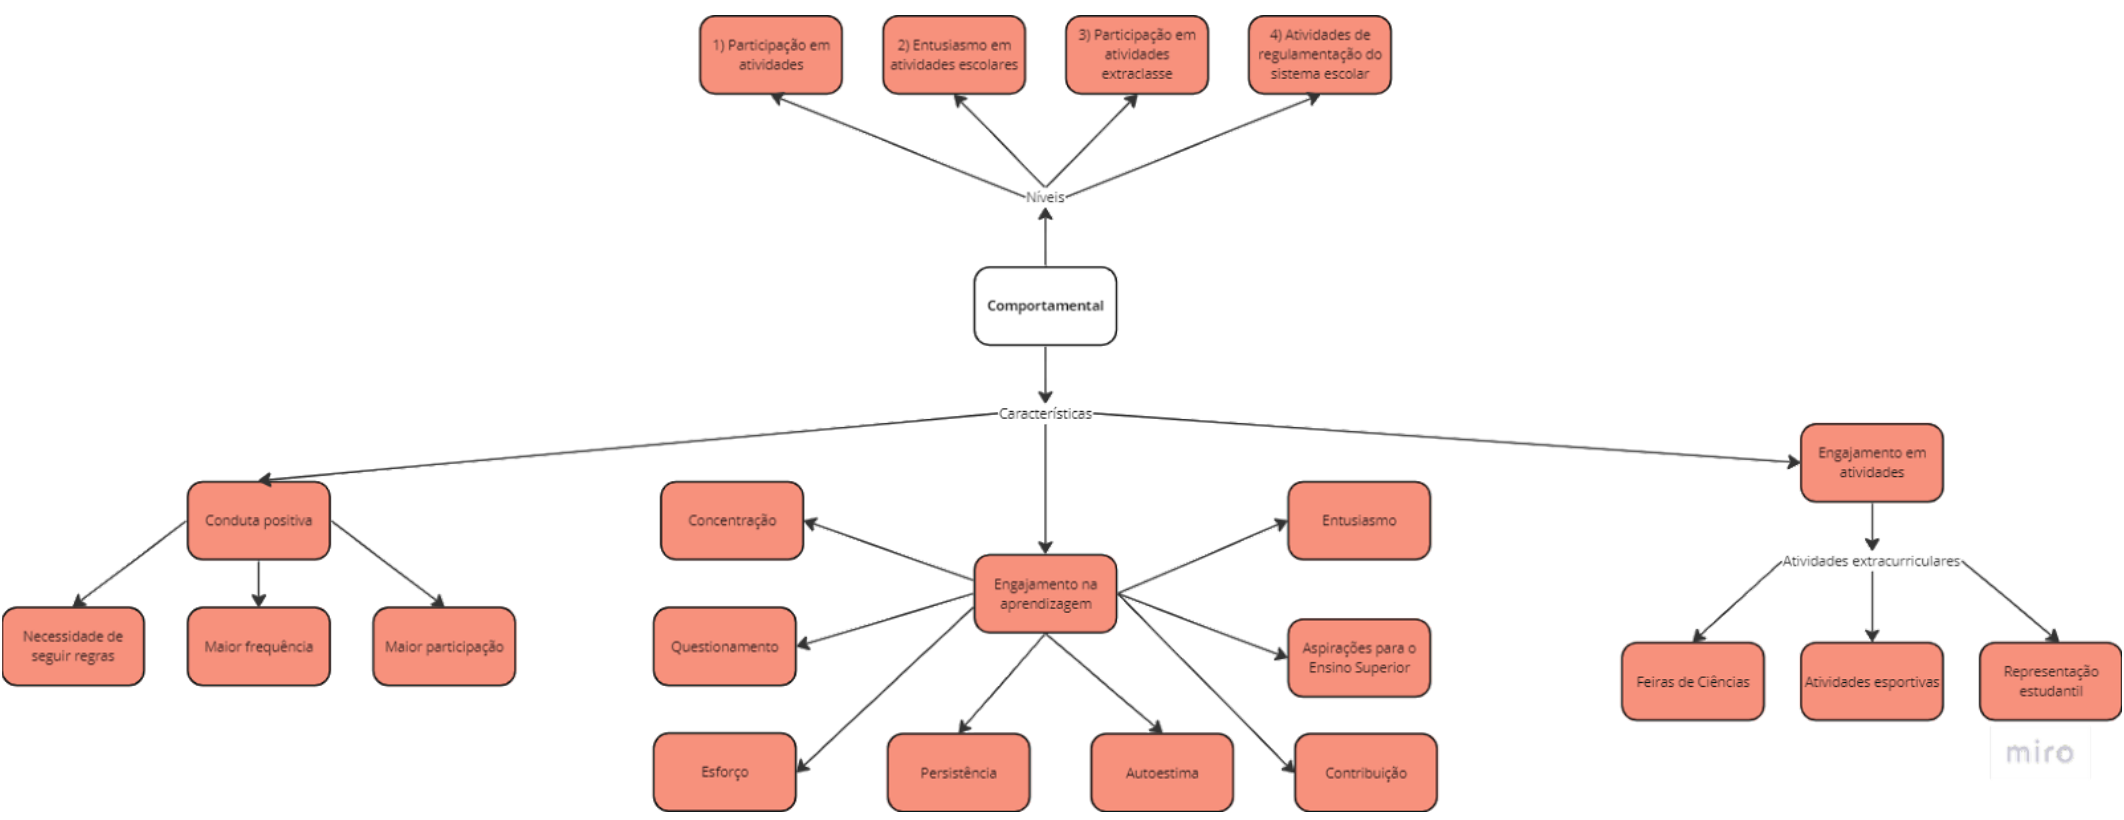 1) Participação em
atividades
2) Entusiasmo em
atividades escolares
3) Participação em
atividades
extraclasse
4) Atividades de
regulamentação do
sistema escolar
Níveis
Comportamental
Características
Conduta positiva
Necessidade de
seguir regras
Maior frequência
Maior participação
Engajamento na
aprendizagem
Concentração
Questionamento
Esforço
Persistência
Autoestima
Contribuição
Aspirações para o
Ensino Superior
Entusiasmo
Engajamento em
atividades
Atividades extracurriculares
Feiras de Ciências
Atividades esportivas
Representação
estudantil
miro